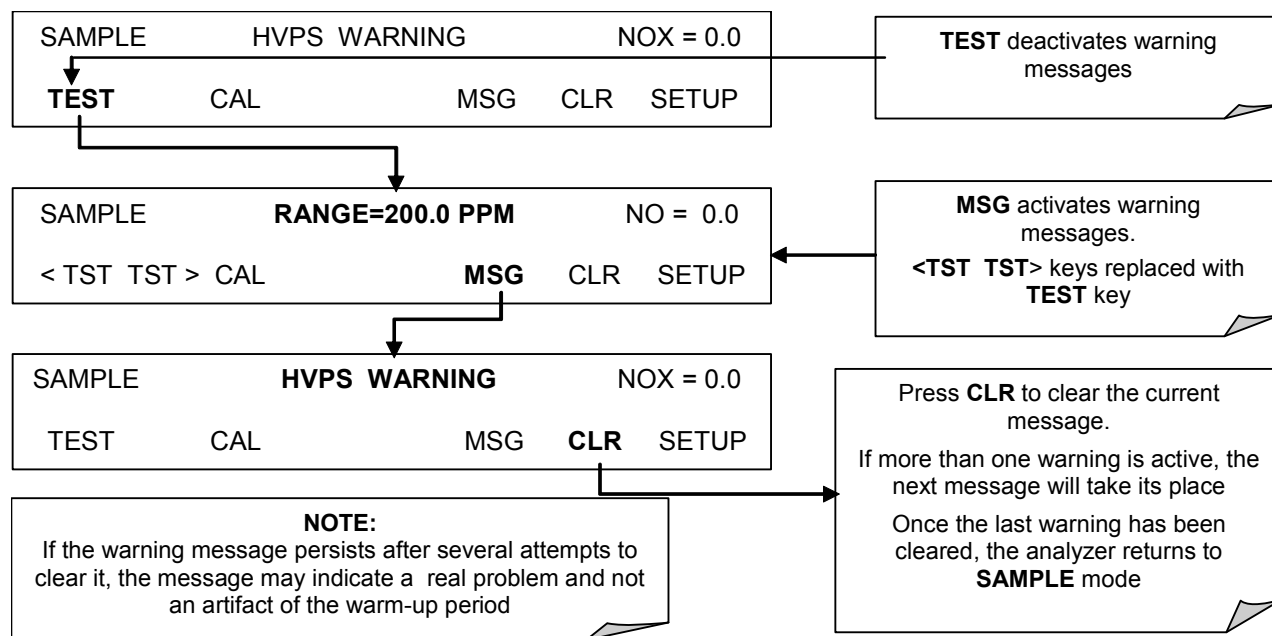 SAMPLE HVPS WARNING NOX = 0.0
TEST CAL MSG CLR SETUP
TEST deactivates warning
messages
SAMPLE RANGE=200.0 PPM NO = 0.0
< TST TST > CAL MSG CLR SETUP
MSG activates warning
messages.
<TST TST> keys replaced with
TEST key
SAMPLE HVPS WARNING NOX = 0.0
TEST CAL MSG CLR SETUP
Press CLR to clear the current
message.
If more than one warning is active, the
next message will take its place
Once the last warning has been
cleared, the analyzer returns to
SAMPLE mode
NOTE:
If the warning message persists after several attempts to
clear it, the message may indicate a real problem and not
an artifact of the warm-up period